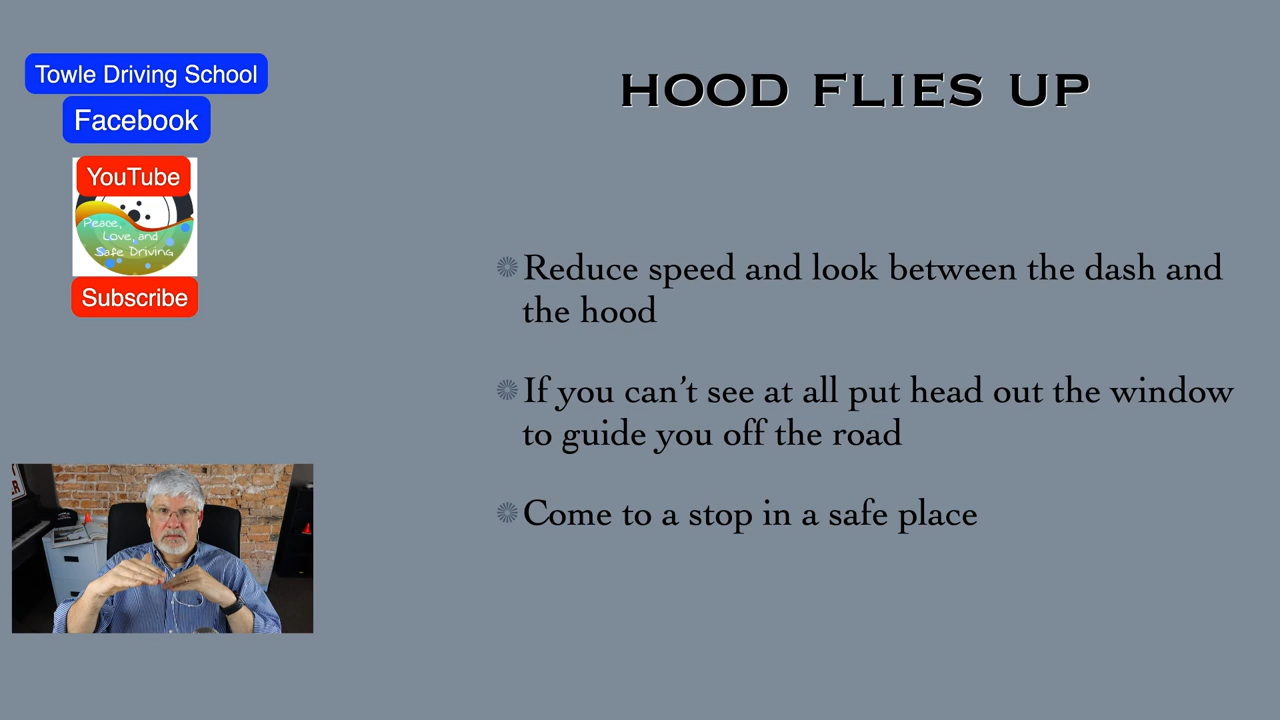 Towle Driving School
Facebook
YouTube
Peace,
Love, and
Safe Driving
Subscribe
HOOD FLIES UP
Reduce speed and look between the dash and
the hood
If you can’t see at all put head out the window
to guide you off the road
Come to a stop in a safe place